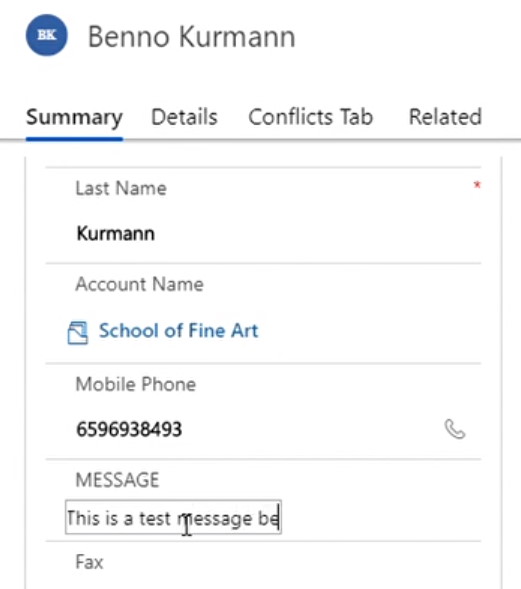 BK
Benno Kurmann
Summary Details Conflicts Tab Related
Last Name *
Kurmann
Account Name
School of Fine Art
Mobile Phone
6596938493
MESSAGE
This is a test message be
Fax